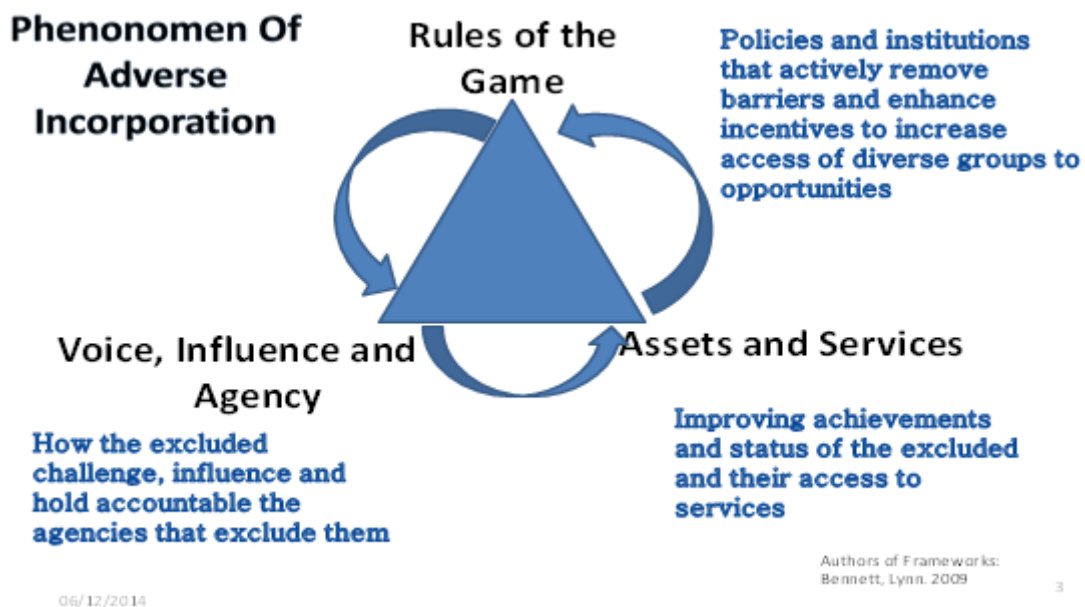 Phenonomen Of
Adverse
Incorporation
Rules of the
Game
Policies and institutions
that actively remove
barriers and enhance
incentives to increase
access of diverse groups to
opportunities
Voice, Influence and
Agency
How the excluded
challenge, influence and
hold accountable the
agencies that exclude them
Assets and Services
Improving achievements
and status of the excluded
and their access to
services
Authors of Frameworks:
Bennett, Lynn. 2009
06/12/2014
3